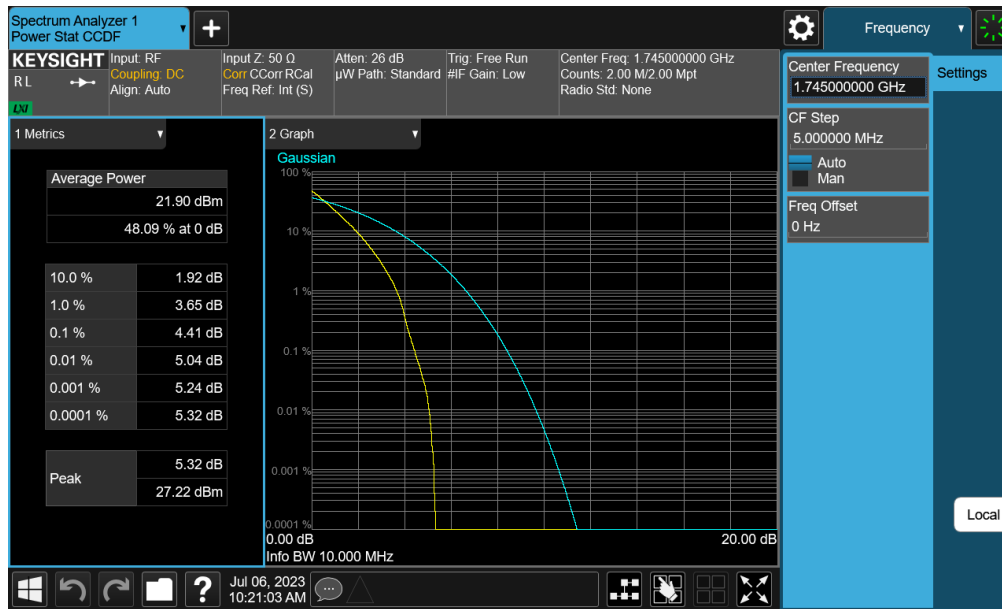 Spectrum Analyzer 1
Power Stat CCDF
Frequency
KEYSIGHT
RL
LXI
Input: RF
Coupling: DC
Align: Auto
Input Z: 50 Ω
Corr CCorr RCal
Freq Ref: Int (S)
Atten: 26 dB
µW Path: Standard
Trig: Free Run
#IF Gain: Low
Center Freq: 1.745000000 GHz
Counts: 2.00 M/2.00 Mpt
Radio Std: None
Center Frequency
1.745000000 GHz
Settings
CF Step
5.000000 MHz
Auto
Man
Freq Offset
0 Hz
Local
1 Metrics
Average Power
21.90 dBm
48.09 % at 0 dB
10.0 % 1.92 dB
1.0 % 3.65 dB
0.1 % 4.41 dB
0.01 % 5.04 dB
0.001 % 5.24 dB
0.0001 % 5.32 dB
Peak
5.32 dB
27.22 dBm
2 Graph
Gaussian
100 %
10 %
1 %
0.1 %
0.01 %
0.001 %
0.0001 %
0.00 dB 20.00 dB
Info BW 10.000 MHz
?
Jul 06, 2023
10:21:03 AM